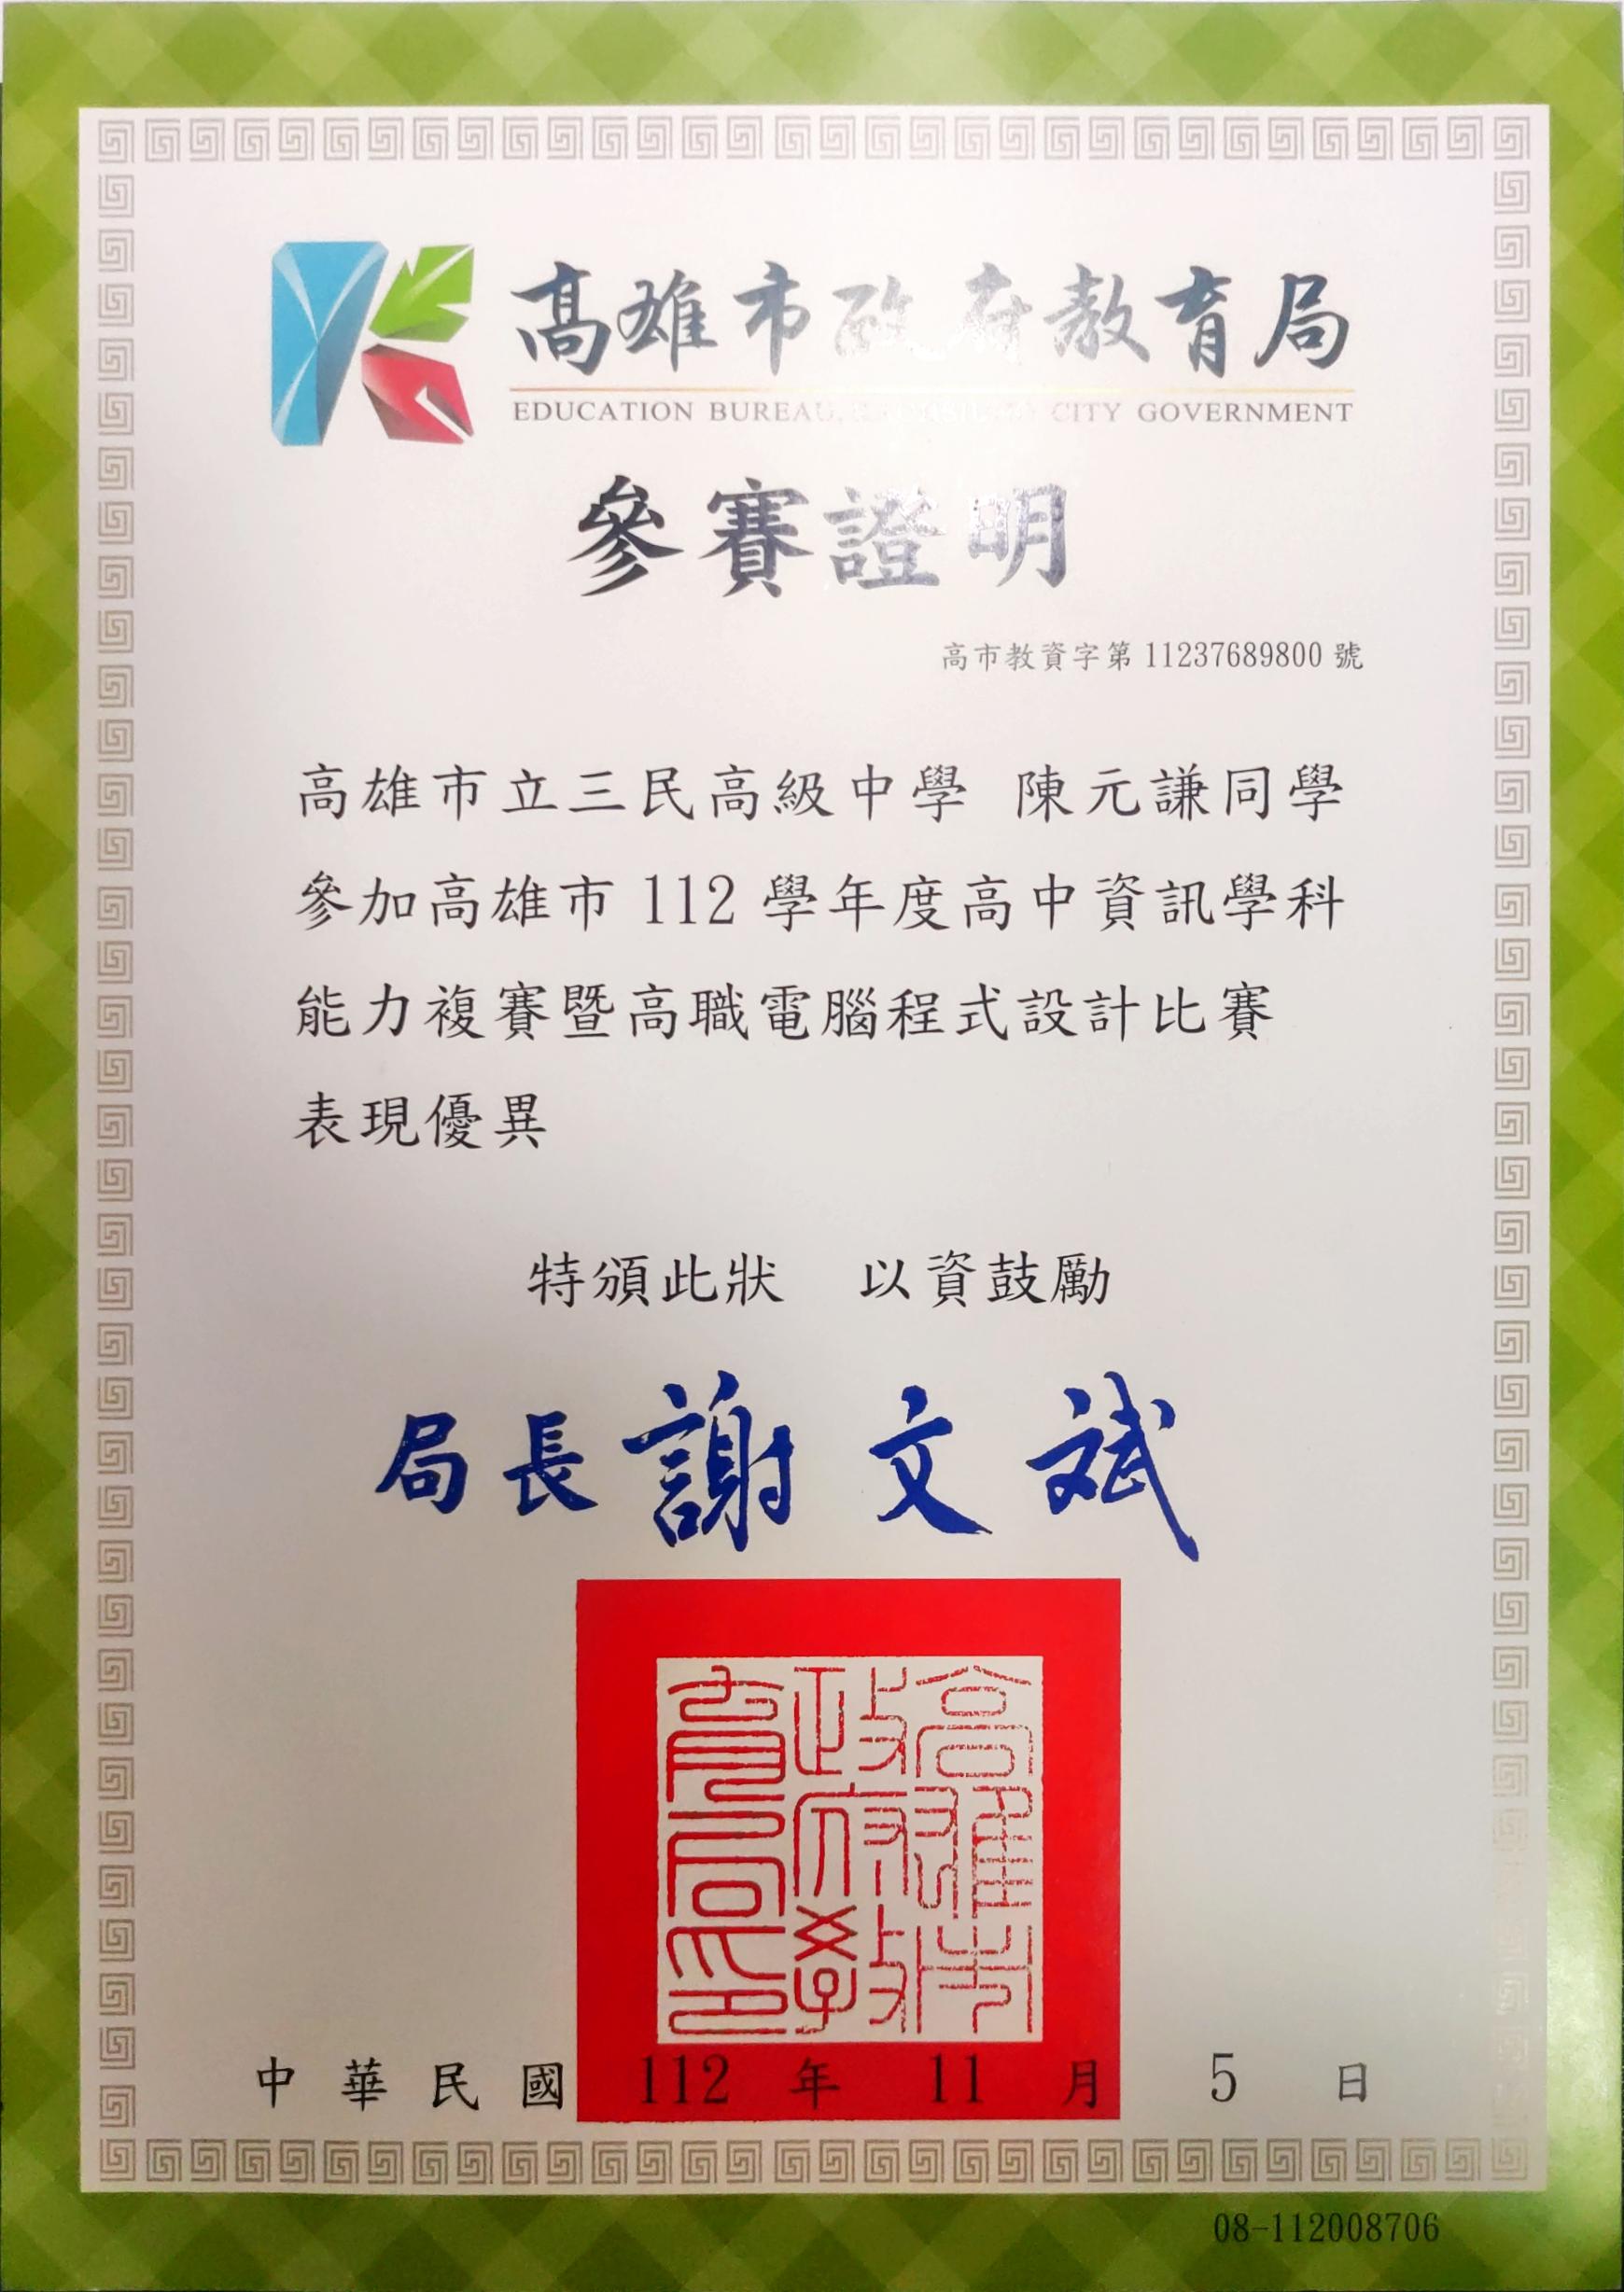 高雄市政府教育局
EDUCATION BUREAU, KAOHSIUNG CITY GOVERNMENT
參賽證明
高市教資字第 11237689800 號
高雄市立三民高級中學 陳元謙同學
參加高雄市 112 學年度高中資訊學科
能力複賽暨高職電腦程式設計比賽
表現優異
特頒此狀 以資鼓勵
局長 謝文斌
高雄市政府教育局印
中華民國 112 年 11 月 5 日
08-112008706